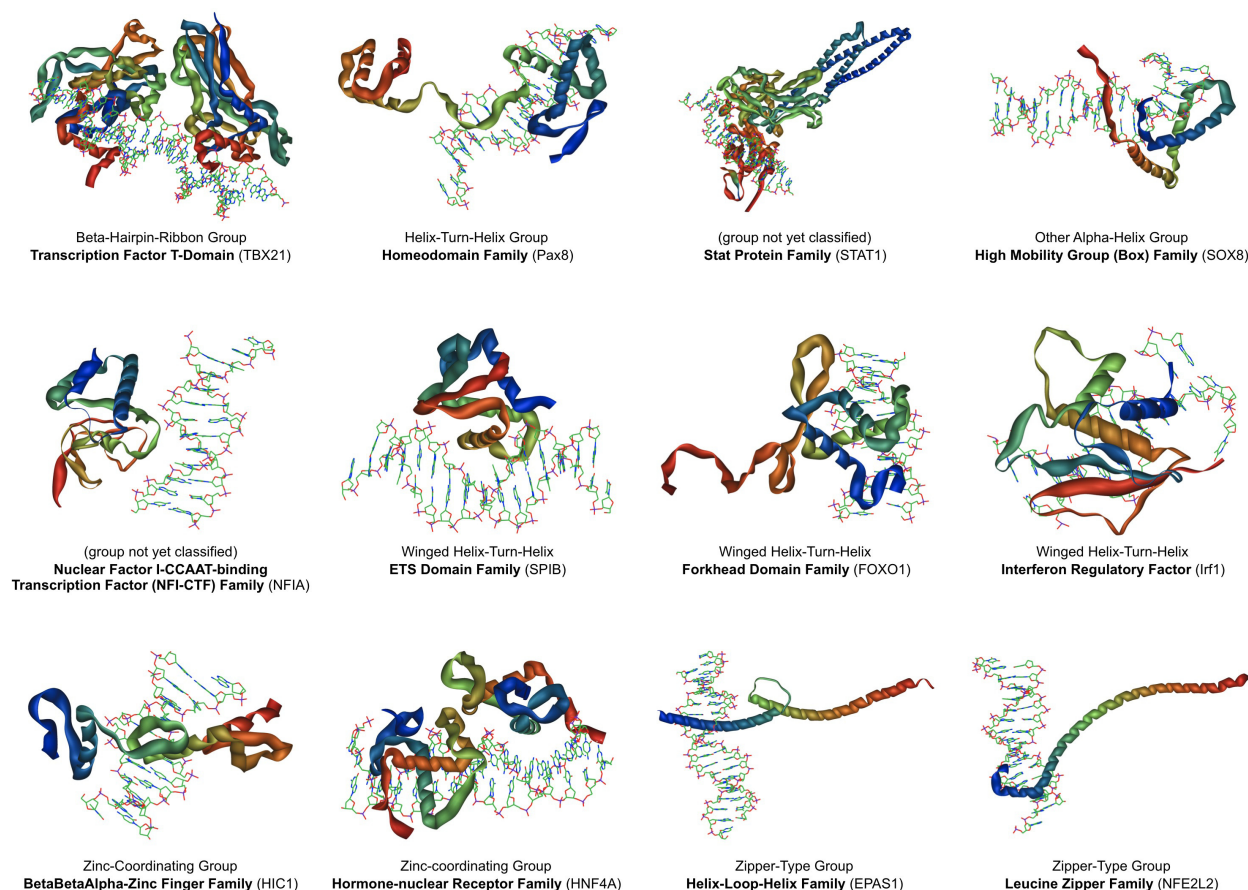 Beta-Hairpin-Ribbon Group
Transcription Factor T-Domain (TBX21)
Helix-Turn-Helix Group
Homeodomain Family (Pax8)
(group not yet classified)
Stat Protein Family (STAT1)
Other Alpha-Helix Group
High Mobility Group (Box) Family (SOX8)
(group not yet classified)
Nuclear Factor I-CCAAT-binding
Transcription Factor (NFI-CTF) Family (NFIA)
Winged Helix-Turn-Helix
ETS Domain Family (SPIB)
Winged Helix-Turn-Helix
Forkhead Domain Family (FOXO1)
Winged Helix-Turn-Helix
Interferon Regulatory Factor (Irf1)
Zinc-Coordinating Group
BetaBetaAlpha-Zinc Finger Family (HIC1)
Zinc-coordinating Group
Hormone-nuclear Receptor Family (HNF4A)
Zipper-Type Group
Helix-Loop-Helix Family (EPAS1)
Zipper-Type Group
Leucine Zipper Family (NFE2L2)